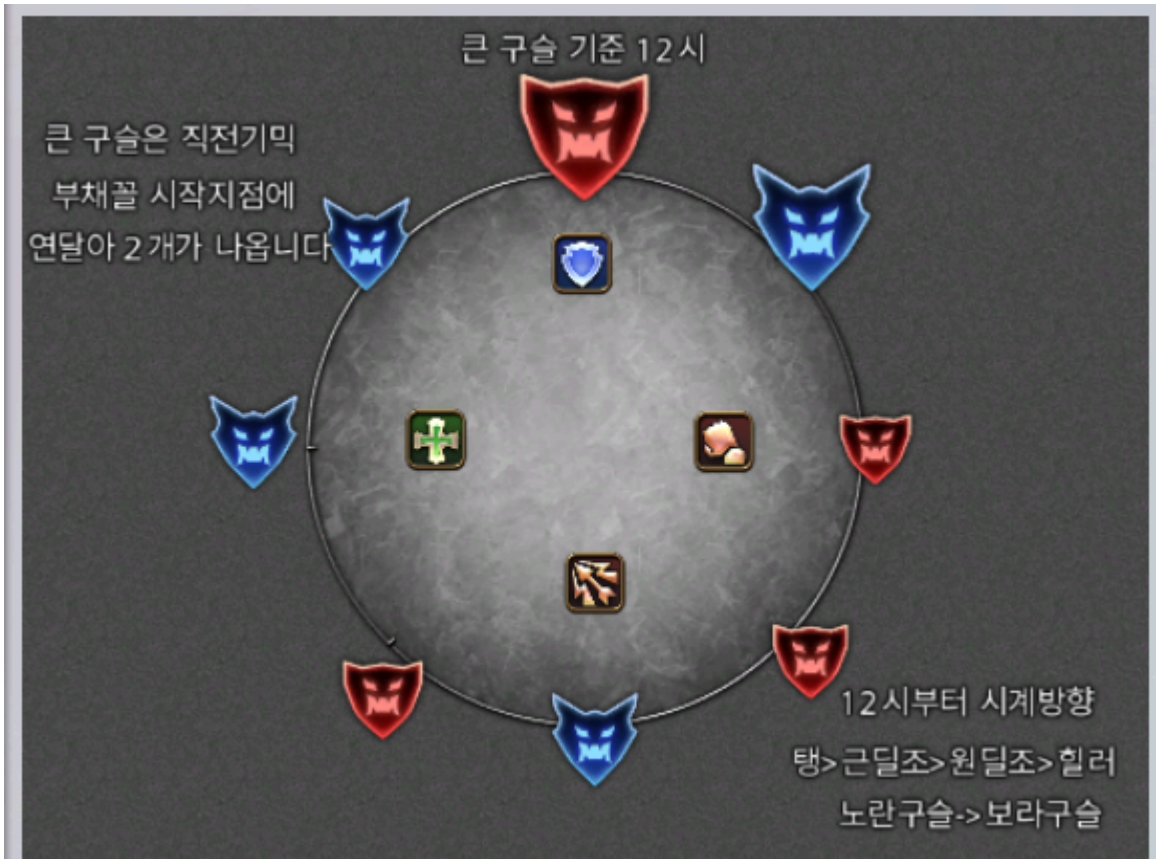 큰 구슬 기준 12시
큰 구슬은 직전기믹
부채꼴 시작지점에
연달아 2개가 나옵니다
12시부터 시계방향
탱>근딜조>원딜조>힐러
노란구슬->보라구슬